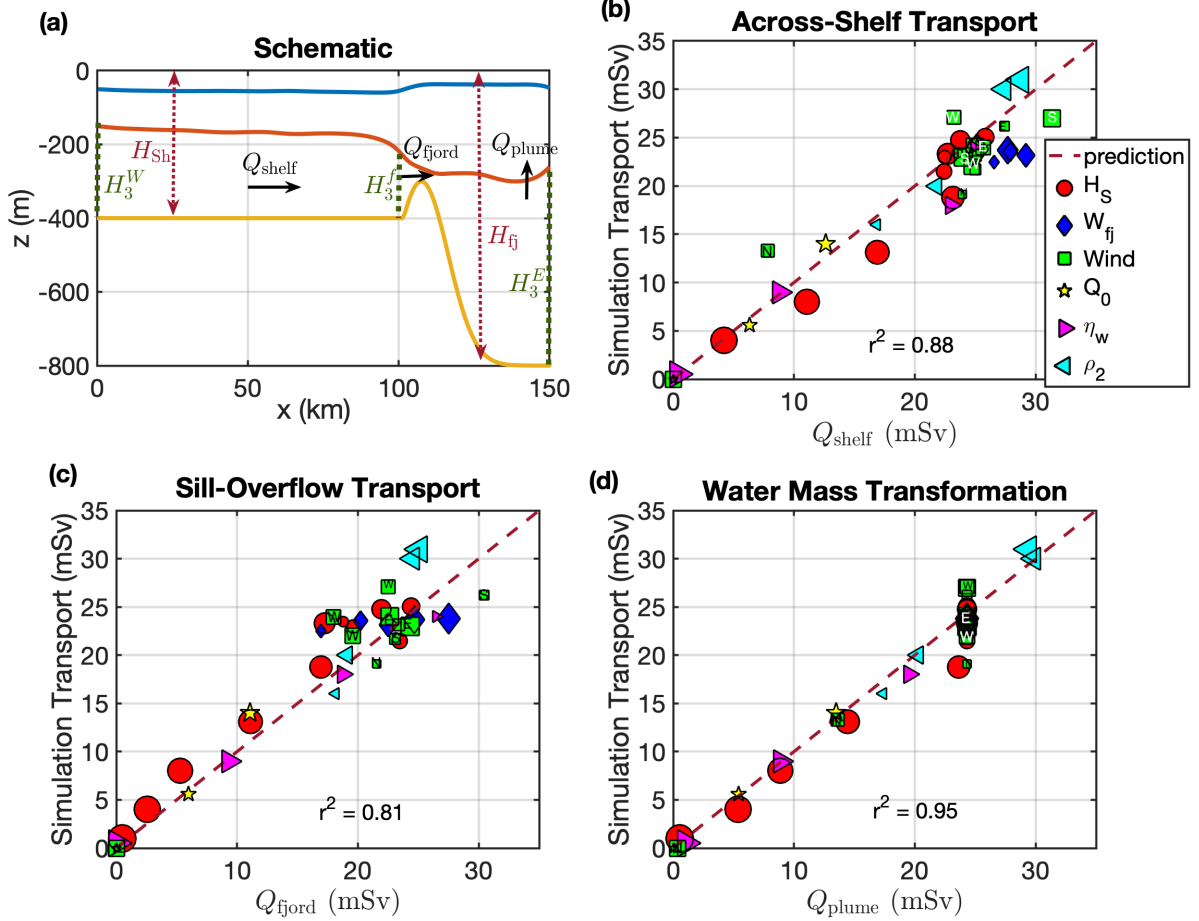 (a)
Schematic
0
-200
-400
-600
-800
z (m)
0
50
100
150
x (km)
H_Sh
H_3^W
Q_shelf
H_3^f
Q_fjord
Q_plume
H_fj
H_3^E
(b)
Across-Shelf Transport
Simulation Transport (mSv)
35
30
25
20
15
10
5
0
0
10
20
30
Q_shelf (mSv)
r² = 0.88
W
S
E
E
S
W
N
N
prediction
H_S
W_fj
Wind
Q_0
η_w
ρ_2
(c)
Sill-Overflow Transport
Simulation Transport (mSv)
35
30
25
20
15
10
5
0
0
10
20
30
Q_fjord (mSv)
r² = 0.81
W
S
W
W
E
S
N
(d)
Water Mass Transformation
Simulation Transport (mSv)
35
30
25
20
15
10
5
0
0
10
20
30
Q_plume (mSv)
r² = 0.95
W
E
W
N
N